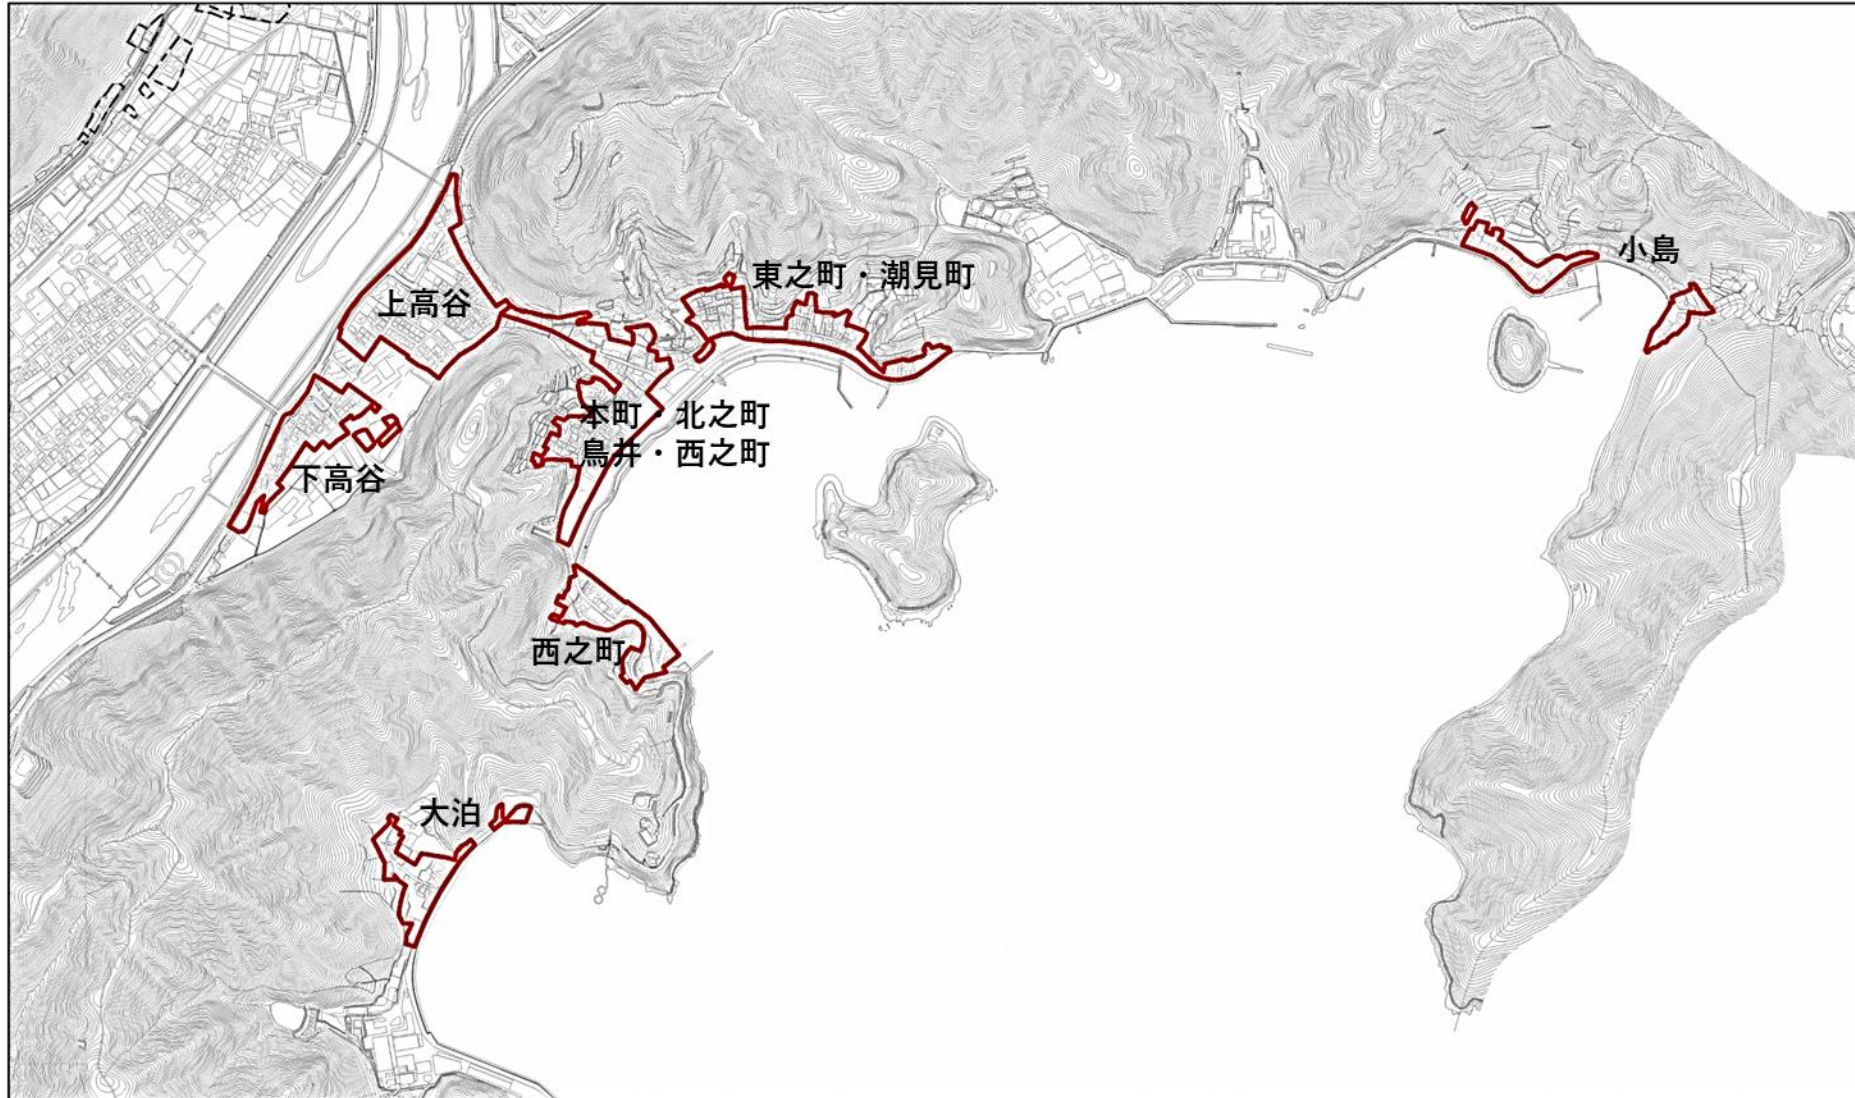 小島
東之町・潮見町
上高谷
本町・北之町
鳥井・西之町
下高谷
西之町
大泊